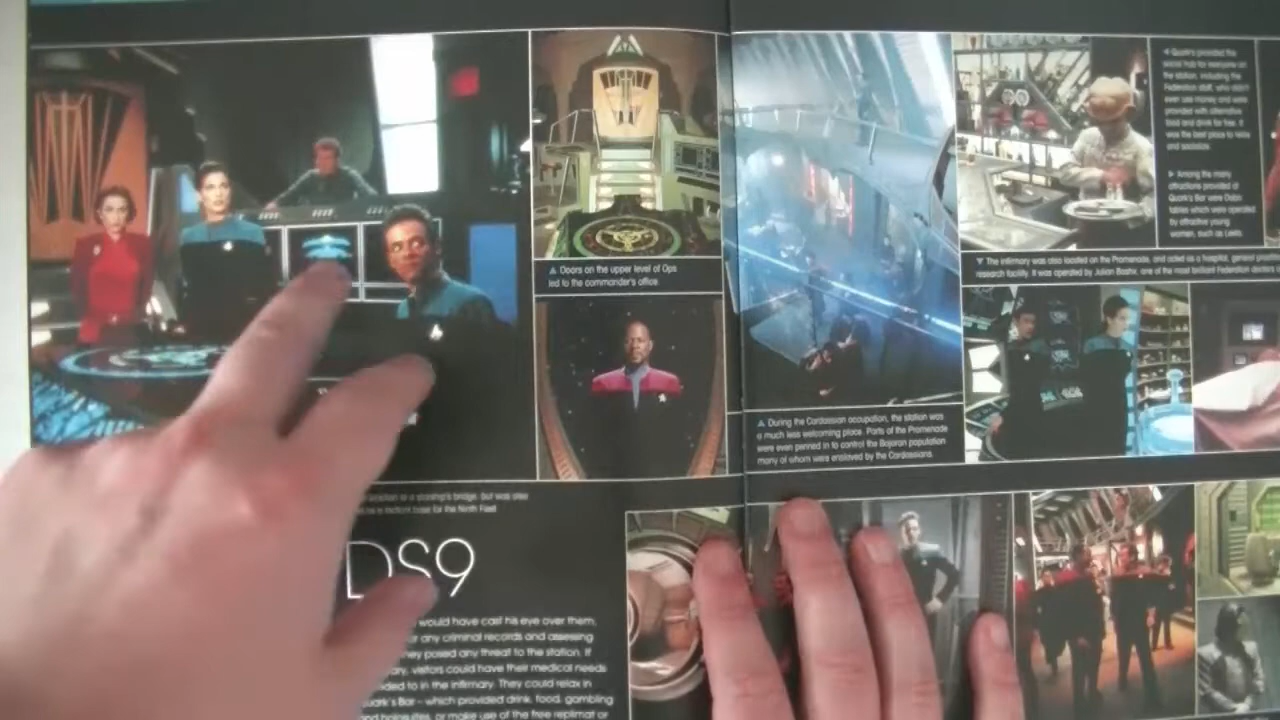 ▲ Doors on the upper level of Ops
led to the commander's office.
◀ Quark's provided the
social hub for everyone on
the station, including the
Federation staff, who didn't
even use money and were
provided with alternative
food and drink for free. It
was the best place to relax
and socialize.
▶ Among the many
attractions provided at
Quark's Bar were Dabo
tables which were operated
by attractive young
women, such as Leeta.
▼ The infirmary was also located on the Promenade, and acted as a hospital, general
research facility. It was operated by Julian Bashir, one of the most brilliant Federation doctors
▲ During the Cardassian occupation, the station was
a much less welcoming place. Parts of the Promenade
were even penned in to control the Bajoran population
many of whom were enslaved by the Cardassians.
of a starship's bridge, but was also
base for the Ninth Fleet
DS9
would have cast his eye over them,
any criminal records and assessing
they posed any threat to the station. If
visitors could have their medical needs
to in the infirmary. They could relax in
Quark's Bar – which provided drink, food, gambling
and holosuites, or make use of the free replimat or